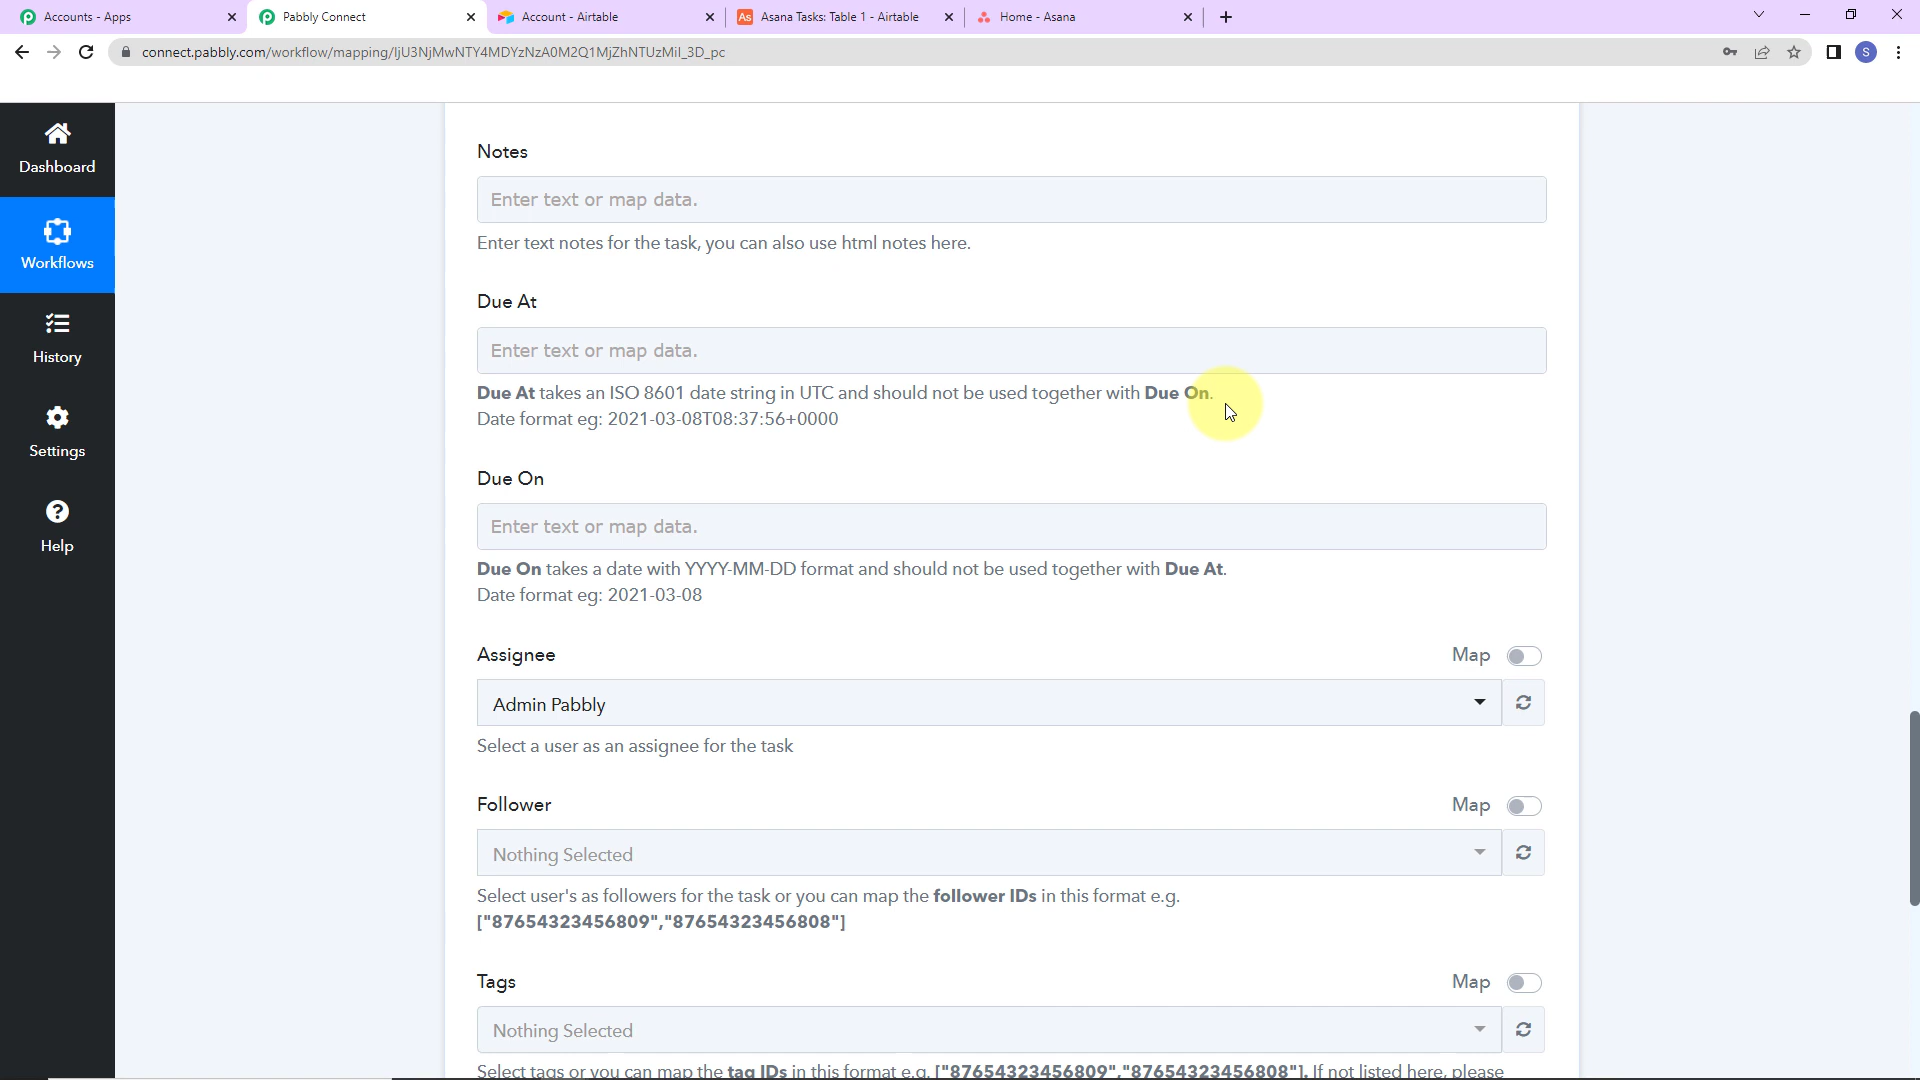 Accounts - Apps
Pabbly Connect
Account - Airtable
As
Asana Tasks: Table 1 - Airtable
Home - Asana
connect.pabbly.com/workflow/mapping/IjU3NjMwNTY4MDYzNzA0M2Q1MjZhNTUzMiI_3D_pc
S
Dashboard
Workflows
History
Settings
Help
Notes
Enter text or map data.
Enter text notes for the task, you can also use html notes here.
Due At
Enter text or map data.
Due At takes an ISO 8601 date string in UTC and should not be used together with Due On.
Date format eg: 2021-03-08T08:37:56+0000
Due On
Enter text or map data.
Due On takes a date with YYYY-MM-DD format and should not be used together with Due At.
Date format eg: 2021-03-08
Assignee
Map
Admin Pabbly
Select a user as an assignee for the task
Follower
Map
Nothing Selected
Select user's as followers for the task or you can map the follower IDs in this format e.g.
["87654323456809","87654323456808"]
Tags
Map
Nothing Selected
Select tags or you can map the tag IDs in this format e.g. ["87654323456809","87654323456808"]. If not listed here, please